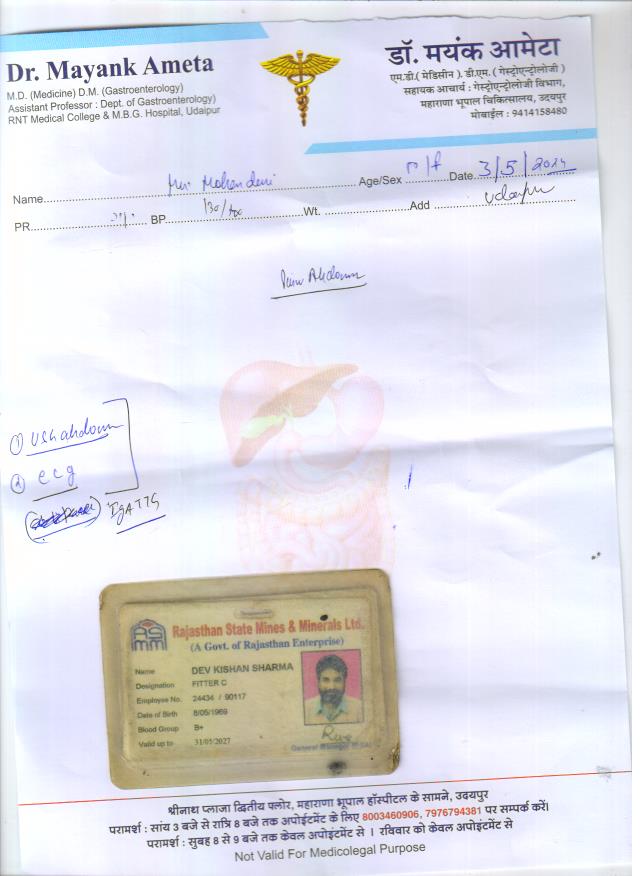 Dr. Mayank Ameta
M.D. (Medicine) D.M. (Gastroenterology)
Assistant Professor : Dept. of Gastroenterology)
RNT Medical College & M.B.G. Hospital, Udaipur
डॉ. मयंक आमेटा
एम.डी.( मेडिसीन ). डी.एम. ( गेस्ट्रोएन्ट्रोलोजी )
सहायक आचार्य : गेस्ट्रोएन्ट्रोलोजी विभाग,
महाराणा भूपाल चिकित्सालय, उदयपुर
मोबाईल : 9414158480
Name Age/Sex Date 3/5/2024
PR BP Wt. Add Udaipur
Pain Abdomen
① USG abdomen
② ecg
IgA TTG
Rajasthan State Mines & Minerals Ltd.
(A Govt. of Rajasthan Enterprise)
RSMM
Name DEV KISHAN SHARMA
Designation FITTER C
Employee No. 24434 / 90117
Date of Birth 8/05/1969
Blood Group B+
Valid up to 31/05/2027
General Manager
श्रीनाथ प्लाजा द्वितीय फ्लोर, महाराणा भूपाल हॉस्पीटल के सामने, उदयपुर
परामर्श : सांय 3 बजे से रात्रि 8 बजे तक अपोईंटमेंट के लिए 8003460906, 7976794381 पर सम्पर्क करें।
परामर्श : सुबह 8 से 9 बजे तक केवल अपोइंटमेंट से । रविवार को केवल अपोइंटमेंट से
Not Valid For Medicolegal Purpose